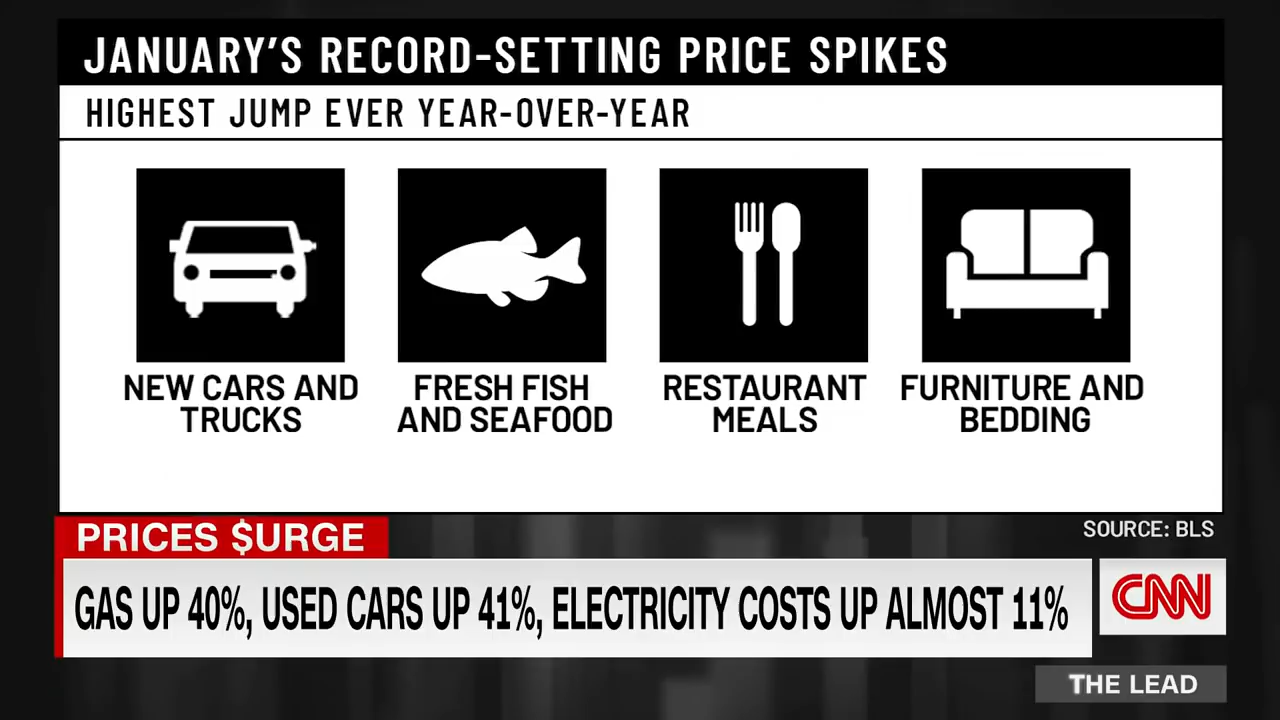 JANUARY'S RECORD-SETTING PRICE SPIKES
HIGHEST JUMP EVER YEAR-OVER-YEAR
NEW CARS AND
TRUCKS
FRESH FISH
AND SEAFOOD
RESTAURANT
MEALS
FURNITURE AND
BEDDING
PRICES $URGE
SOURCE: BLS
GAS UP 40%, USED CARS UP 41%, ELECTRICITY COSTS UP ALMOST 11%
CNN
THE LEAD